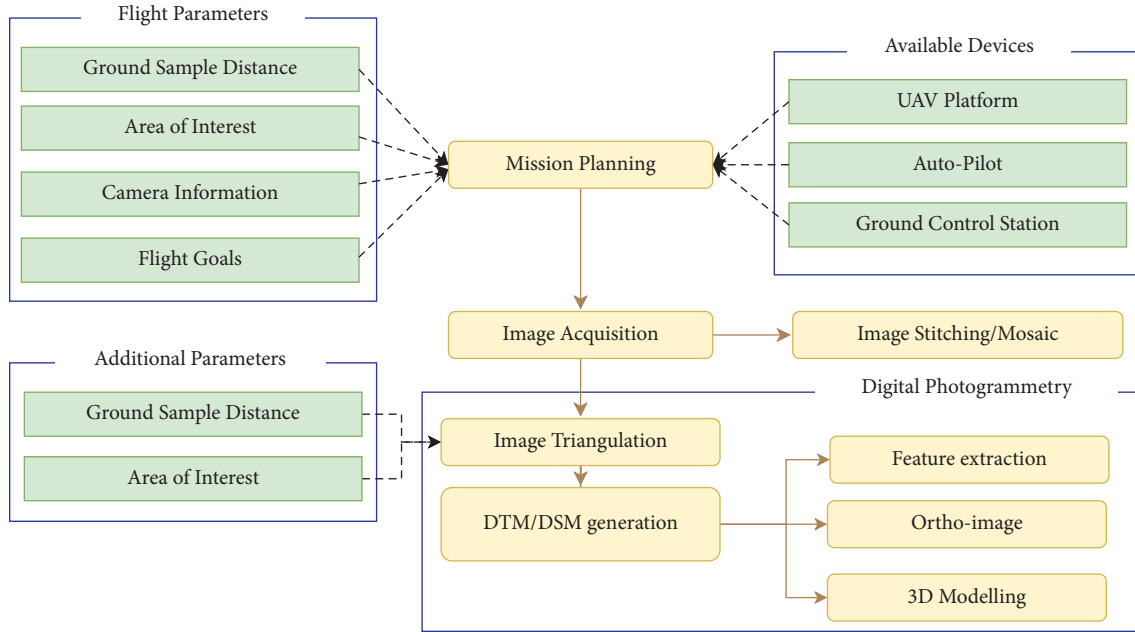 Flight Parameters
Ground Sample Distance
Area of Interest
Camera Information
Flight Goals
Available Devices
UAV Platform
Auto-Pilot
Ground Control Station
Mission Planning
Image Acquisition
Image Stitching/Mosaic
Additional Parameters
Ground Sample Distance
Area of Interest
Digital Photogrammetry
Image Triangulation
DTM/DSM generation
Feature extraction
Ortho-image
3D Modelling